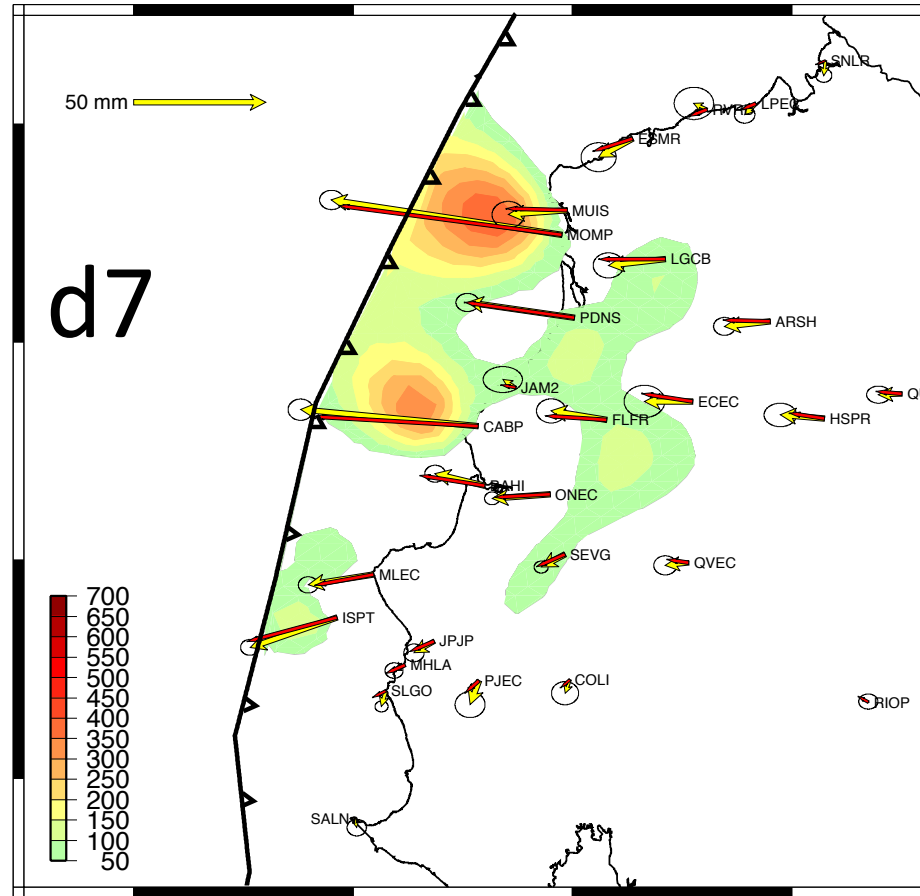 SNLR
50 mm
LPEC
ESMR
MUIS
MOMP
LGCB
d7
PDNS
ARSH
JAM2
ECEC
CABP
FLFR
HSPR
ONEC
SEVG
QVEC
MLEC
ISPT
JPJP
MHLA
PJEC
COLI
SLGO
RIOP
SALN
700
650
600
550
500
450
400
350
300
250
200
150
100
50